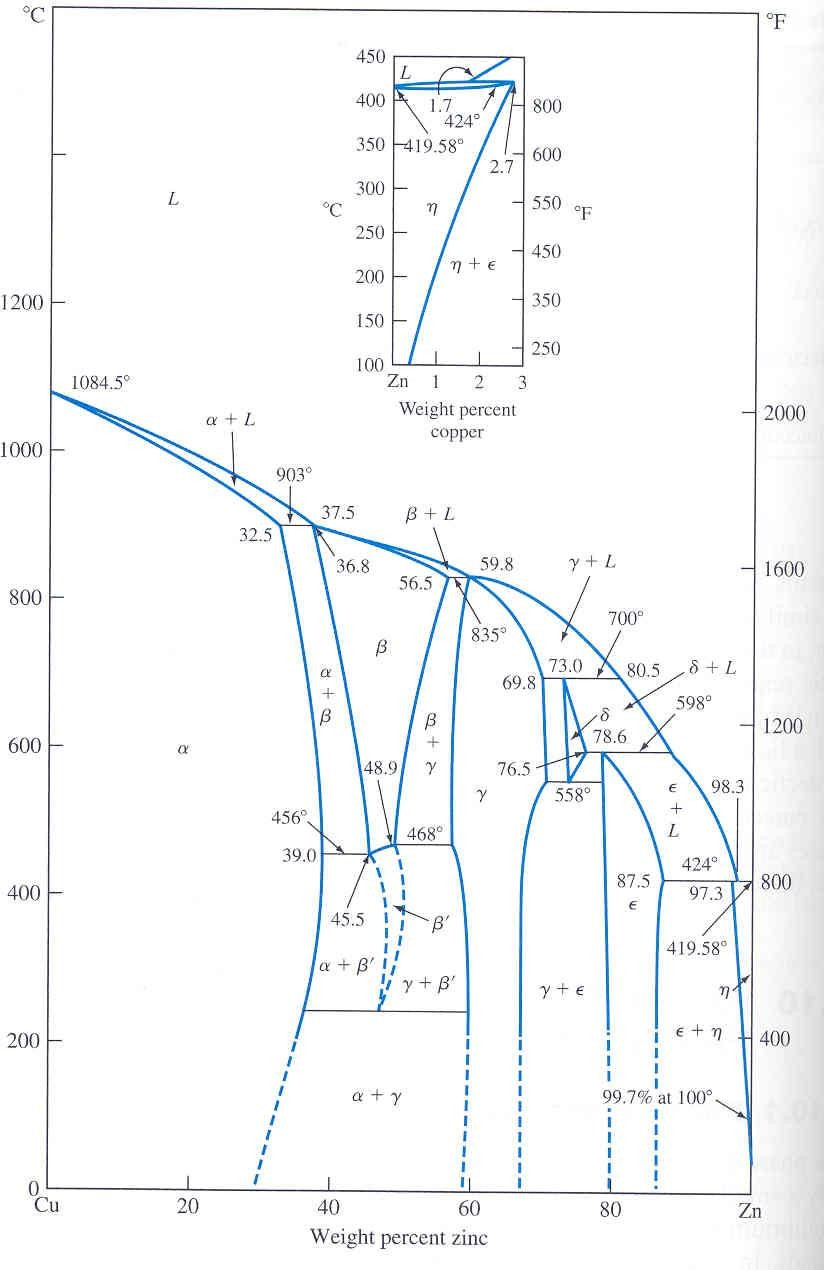 °C
°F
450
400
350
300
250
200
150
100
°C
L
1.7
424°
419.58°
2.7
η
η + ϵ
800
600
550
450
350
250
°F
Zn
1
2
3
Weight percent
copper
L
1200
1000
800
600
400
200
0
2000
1600
1200
800
400
1084.5°
α + L
903°
32.5
37.5
36.8
β + L
56.5
59.8
835°
γ + L
700°
69.8
73.0
80.5
δ + L
598°
δ
78.6
76.5
558°
α
α
+
β
β
β
+
γ
γ
48.9
468°
456°
39.0
45.5
β′
α + β′
γ + β′
α + γ
γ + ϵ
ϵ
ϵ
+
L
98.3
424°
87.5
97.3
419.58°
η
ϵ + η
99.7% at 100°
Cu
20
40
60
80
Zn
Weight percent zinc